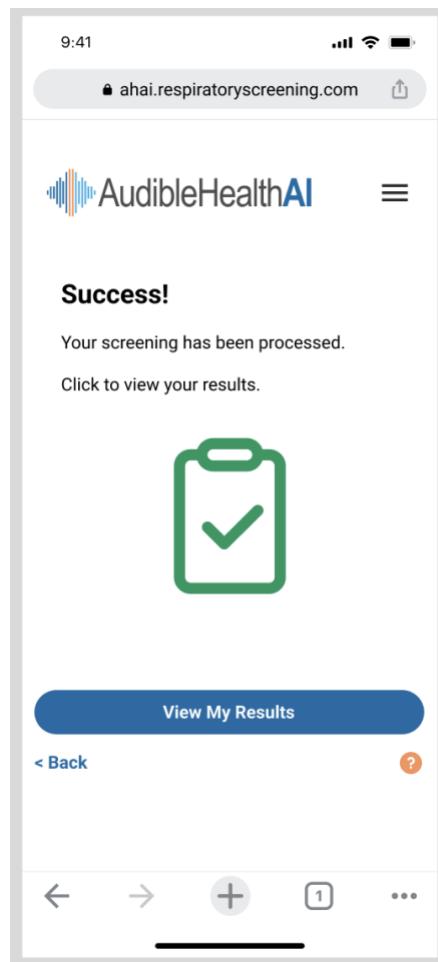 9:41
ahai.respiratoryscreening.com
AudibleHealthAI
Success!
Your screening has been processed.
Click to view your results.
View My Results
< Back
?
1